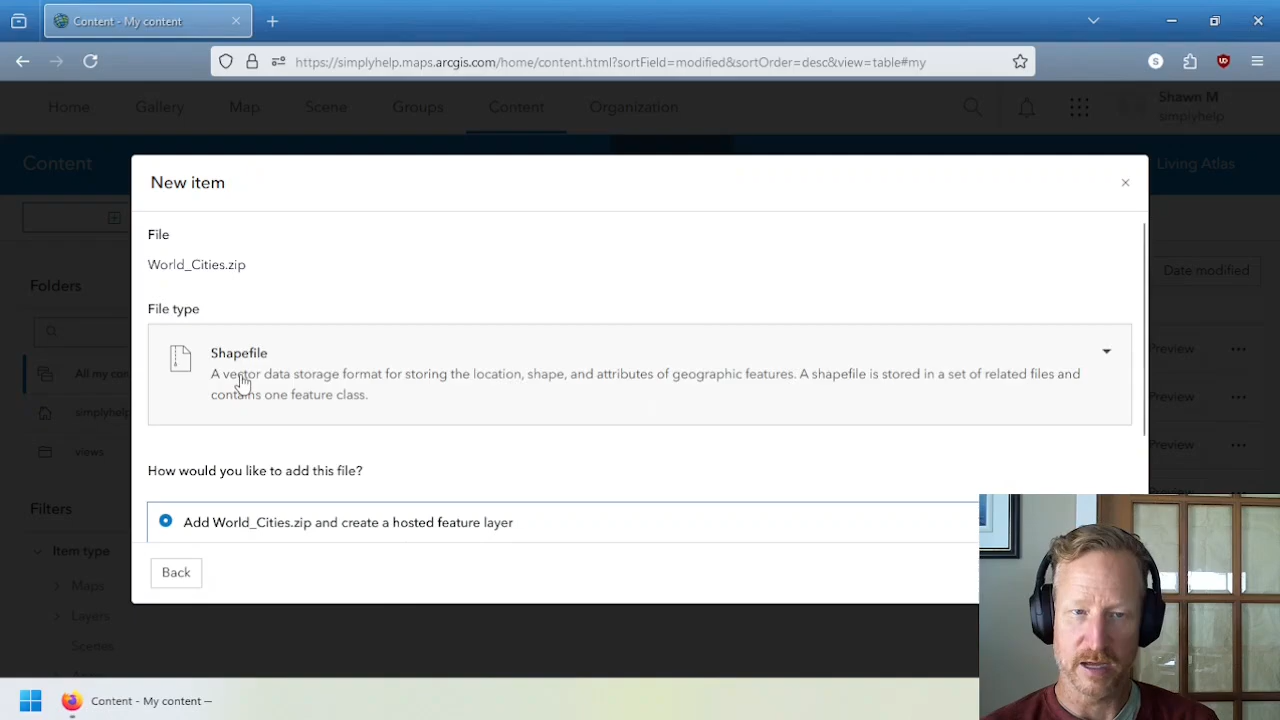 Content - My content
https://simplyhelp.maps.arcgis.com/home/content.html?sortField=modified&sortOrder=desc&view=table#my
S
Home
Gallery
Map
Scene
Groups
Content
Organization
Shawn M
simplyhelp
Content
Living Atlas
New item
File
World_Cities.zip
Folders
Date modified
File type
Shapefile
A vector data storage format for storing the location, shape, and attributes of geographic features. A shapefile is stored in a set of related files and
contains one feature class.
Preview
All my con
Preview
simplyhelp
Preview
views
How would you like to add this file?
Filters
Add World_Cities.zip and create a hosted feature layer
Item type
Back
Maps
Layers
Scenes
Content - My content —